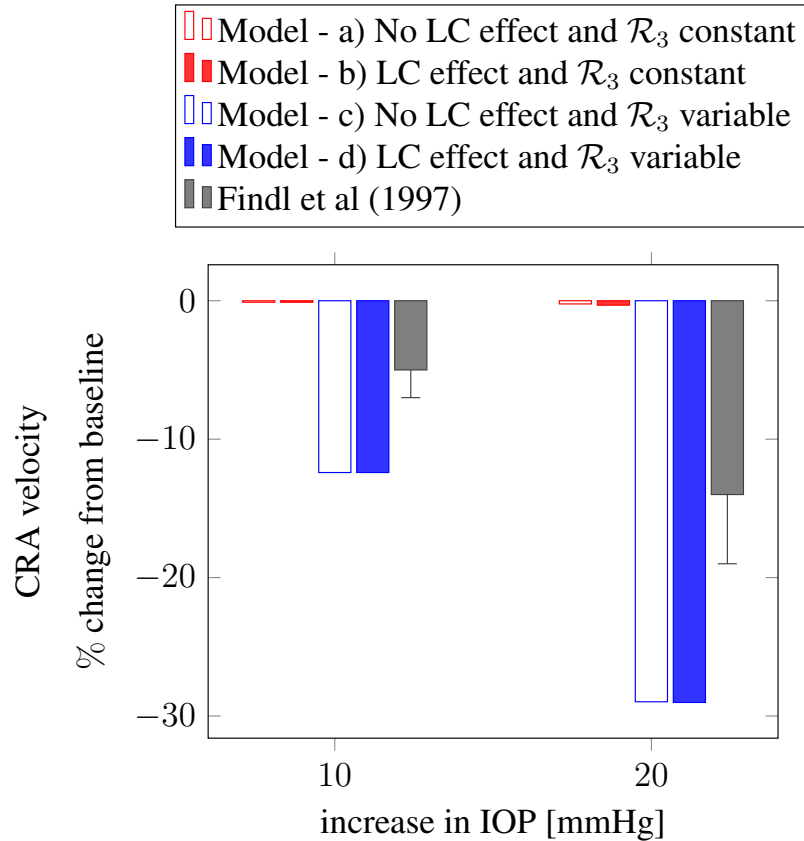 Model - a) No LC effect and ℛ₃ constant
Model - b) LC effect and ℛ₃ constant
Model - c) No LC effect and ℛ₃ variable
Model - d) LC effect and ℛ₃ variable
Findl et al (1997)
CRA velocity
% change from baseline
0
−10
−20
−30
10
20
increase in IOP [mmHg]